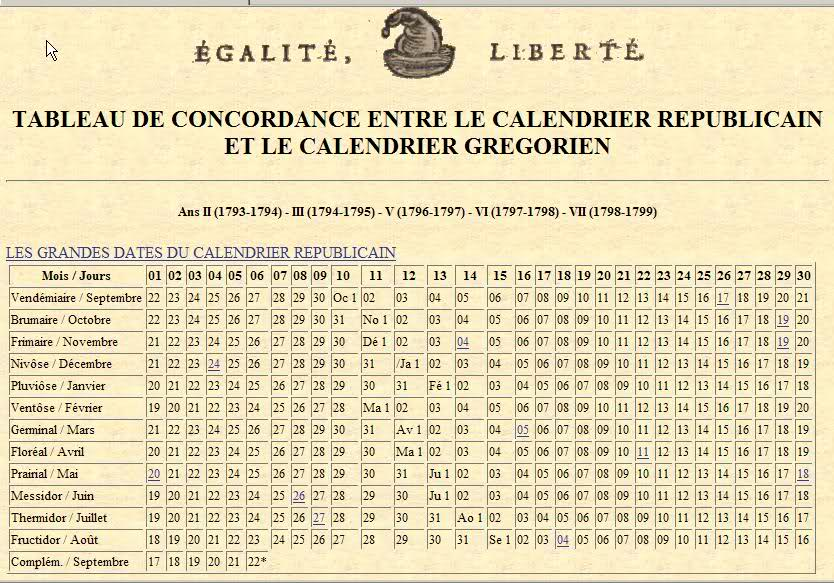 ÉGALITÉ, LIBERTÉ.
TABLEAU DE CONCORDANCE ENTRE LE CALENDRIER REPUBLICAIN
ET LE CALENDRIER GREGORIEN
Ans II (1793-1794) - III (1794-1795) - V (1796-1797) - VI (1797-1798) - VII (1798-1799)
LES GRANDES DATES DU CALENDRIER REPUBLICAIN
Mois / Jours 01 02 03 04 05 06 07 08 09 10 11 12 13 14 15 16 17 18 19 20 21 22 23 24 25 26 27 28 29 30
Vendémiaire / Septembre 22 23 24 25 26 27 28 29 30 Oc 1 02 03 04 05 06 07 08 09 10 11 12 13 14 15 16 17 18 19 20 21
Brumaire / Octobre 22 23 24 25 26 27 28 29 30 31 No 1 02 03 04 05 06 07 08 09 10 11 12 13 14 15 16 17 18 19 20
Frimaire / Novembre 21 22 23 24 25 26 27 28 29 30 Dé 1 02 03 04 05 06 07 08 09 10 11 12 13 14 15 16 17 18 19 20
Nivôse / Décembre 21 22 23 24 25 26 27 28 29 30 31 /Ja 1 02 03 04 05 06 07 08 09 10 11 12 13 14 15 16 17 18 19
Pluviôse / Janvier 20 21 22 23 24 25 26 27 28 29 30 31 Fé 1 02 03 04 05 06 07 08 09 10 11 12 13 14 15 16 17 18
Ventôse / Février 19 20 21 22 23 24 25 26 27 28 Ma 1 02 03 04 05 06 07 08 09 10 11 12 13 14 15 16 17 18 19 20
Germinal / Mars 21 22 23 24 25 26 27 28 29 30 31 Av 1 02 03 04 05 06 07 08 09 10 11 12 13 14 15 16 17 18 19
Floréal / Avril 20 21 22 23 24 25 26 27 28 29 30 Ma 1 02 03 04 05 06 07 08 09 10 11 12 13 14 15 16 17 18 19
Prairial / Mai 20 21 22 23 24 25 26 27 28 29 30 31 Ju 1 02 03 04 05 06 07 08 09 10 11 12 13 14 15 16 17 18
Messidor / Juin 19 20 21 22 23 24 25 26 27 28 29 30 Ju 1 02 03 04 05 06 07 08 09 10 11 12 13 14 15 16 17 18
Thermidor / Juillet 19 20 21 22 23 24 25 26 27 28 29 30 31 Ao 1 02 03 04 05 06 07 08 09 10 11 12 13 14 15 16 17
Fructidor / Août 18 19 20 21 22 23 24 25 26 27 28 29 30 31 Se 1 02 03 04 05 06 07 08 09 10 11 12 13 14 15 16
Complém. / Septembre 17 18 19 20 21 22*